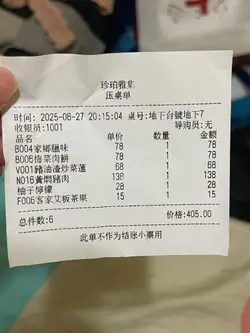 珍珀雅集
压桌单
时间: 2025-06-27 20:15:04 桌号:地下台號地下7
收银员:1001 导购员:无
品名 单价 数量 金额
B004家鄉臘味 78 1 78
B006梅菜肉餅 78 1 78
V001豬油渣炒菜蓮 68 1 68
N016黃燜豬肉 138 1 138
柚子檸檬 28 1 28
F006客家艾板茶果 15 1 15
总件数:6 价格:405.00
此单不作为结账小票用